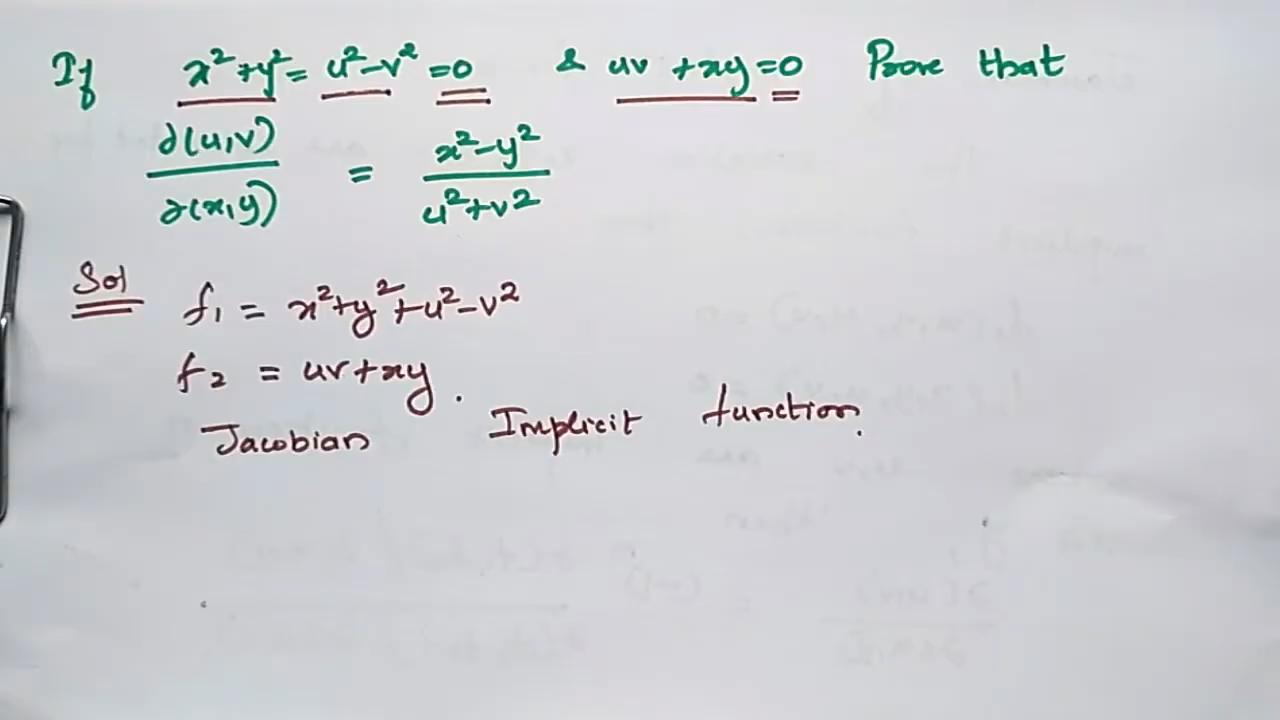 If x²+y² = u²-v² =0 & uv +xy =0 Prove that
∂(u,v)/∂(x,y) = x²-y²/u²+v²
Sol f₁ = x²+y²+u²-v²
f₂ = uv+xy.
Jacobian Implicit function.